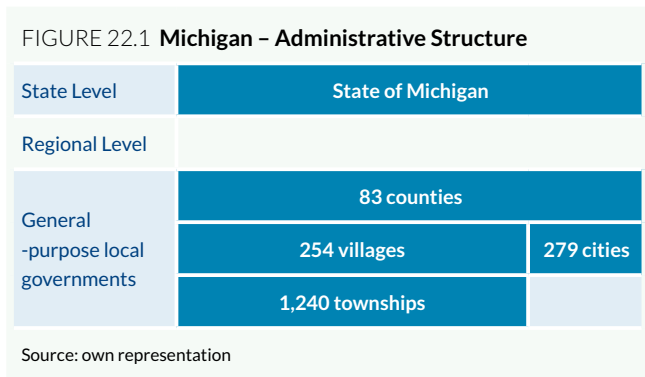 FIGURE 22.1 Michigan – Administrative Structure
State Level
State of Michigan
Regional Level
General
-purpose local
governments
83 counties
254 villages
279 cities
1,240 townships
Source: own representation